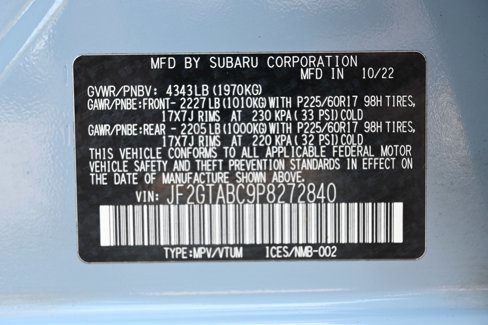 MFD BY SUBARU CORPORATION
MFD IN 10/22
GVWR/PNBV: 4343LB (1970KG)
GAWR/PNBE:FRONT- 2227LB (1010KG) WITH P225/60R17 98H TIRES,
17X7J RIMS AT 230 KPA (33 PSI) COLD
GAWR/PNBE:REAR - 2205LB (1000KG) WITH P225/60R17 98H TIRES,
17X7J RIMS AT 220 KPA (32 PSI) COLD
THIS VEHICLE CONFORMS TO ALL APPLICABLE FEDERAL MOTOR
VEHICLE SAFETY AND THEFT PREVENTION STANDARDS IN EFFECT ON THE
DATE OF MANUFACTURE SHOWN ABOVE.
VIN: JF2GTABC9P8272840
TYPE:MPV/VTUM ICES/NMB-002